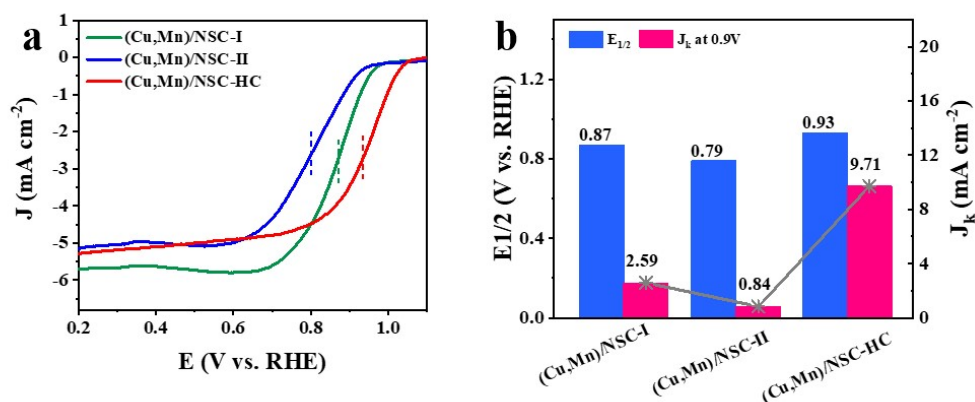 a
(Cu,Mn)/NSC-I
(Cu,Mn)/NSC-II
(Cu,Mn)/NSC-HC
1
0
-1
-2
-3
-4
-5
-6
J (mA cm⁻²)
0.2 0.4 0.6 0.8 1.0
E (V vs. RHE)
b
E₁/₂ Jₖ at 0.9V
1.2
0.8
0.4
0.0
E1/2 (V vs. RHE)
0.87
0.79
0.93
2.59
0.84
9.71
20
16
12
8
4
0
Jₖ (mA cm⁻²)
(Cu,Mn)/NSC-I
(Cu,Mn)/NSC-II
(Cu,Mn)/NSC-HC